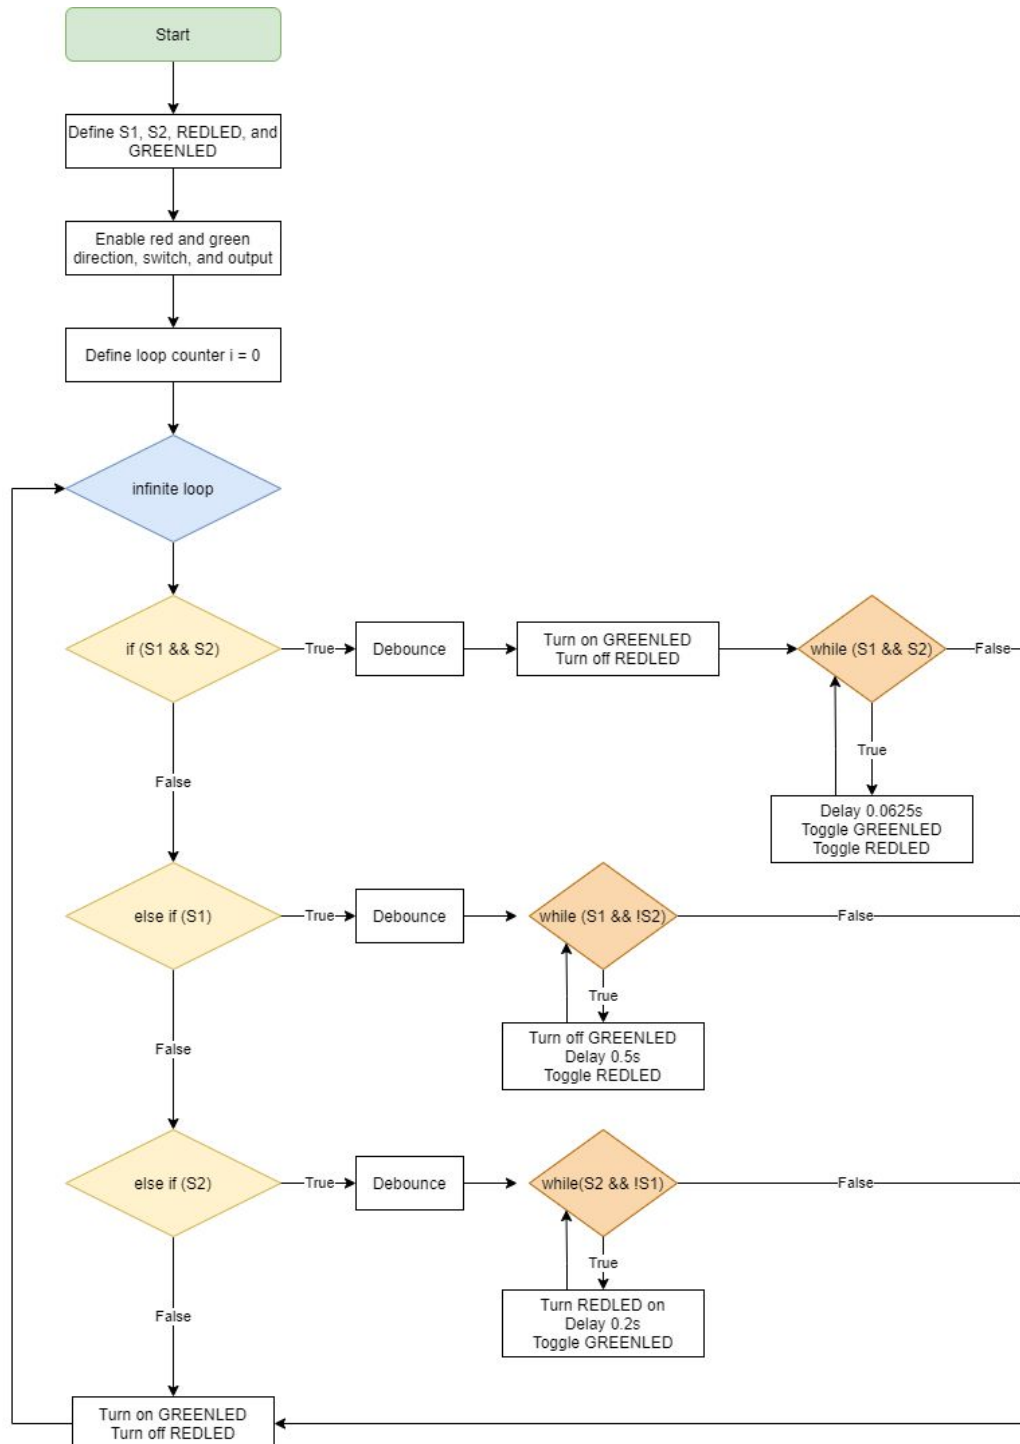 Start
Define S1, S2, REDLED, and
GREENLED
Enable red and green
direction, switch, and output
Define loop counter i = 0
infinite loop
if (S1 && S2)
True
Debounce
Turn on GREENLED
Turn off REDLED
while (S1 && S2)
False
True
Delay 0.0625s
Toggle GREENLED
Toggle REDLED
False
else if (S1)
True
Debounce
while (S1 && !S2)
False
True
Turn off GREENLED
Delay 0.5s
Toggle REDLED
False
else if (S2)
True
Debounce
while(S2 && !S1)
False
True
Turn REDLED on
Delay 0.2s
Toggle GREENLED
False
Turn on GREENLED
Turn off REDLED